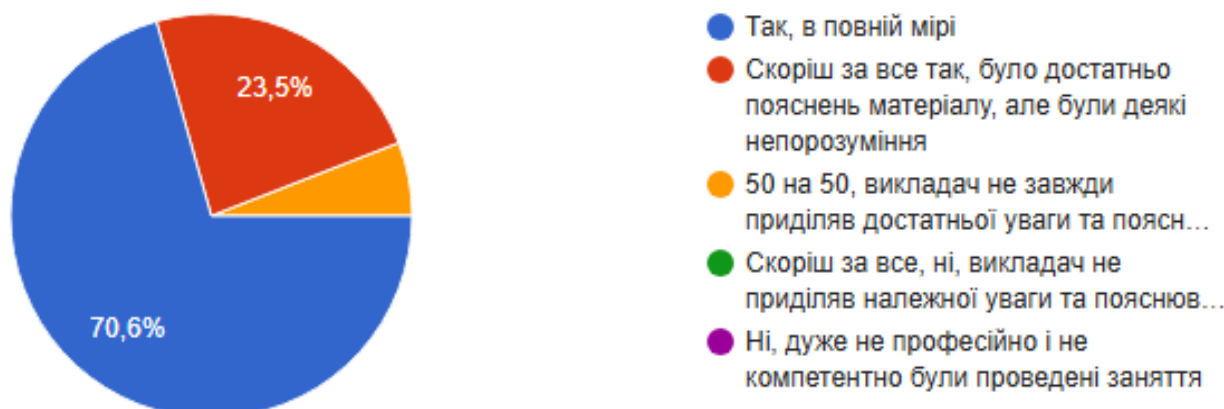 23,5%
70,6%
Так, в повній мірі
Скоріш за все так, було достатньо
пояснень матеріалу, але були деякі
непорозуміння
50 на 50, викладач не завжди
приділяв достатньої уваги та поясн...
Скоріш за все, ні, викладач не
приділяв належної уваги та пояснюв...
Ні, дуже не професійно і не
компетентно були проведені заняття